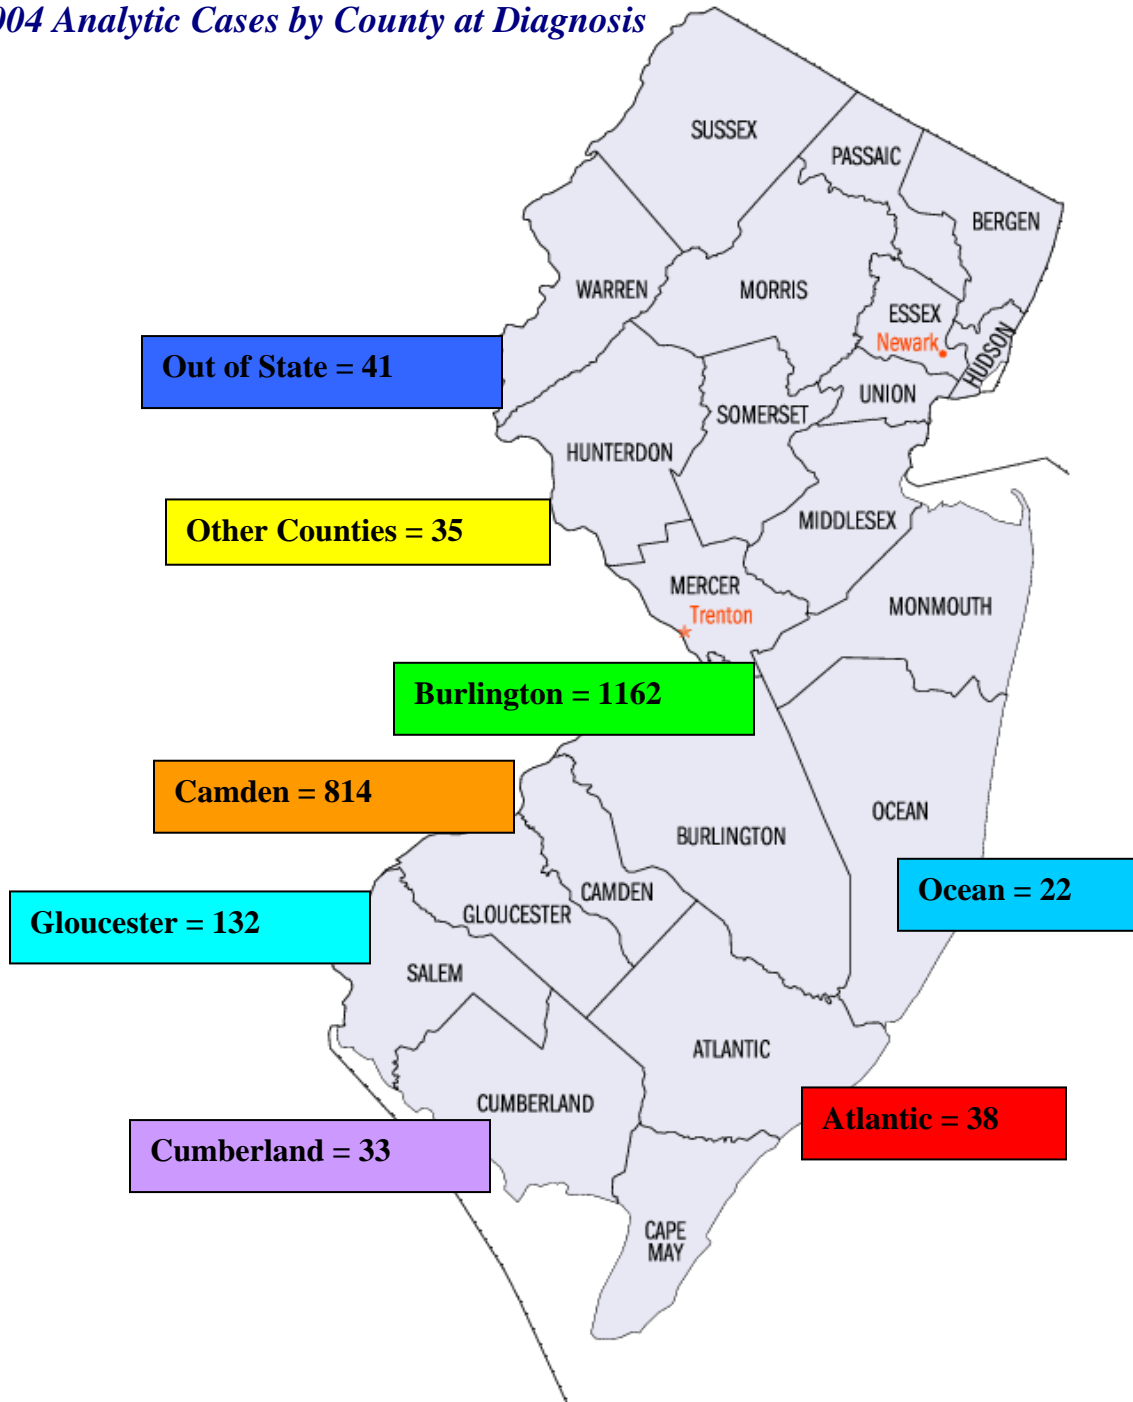 004 Analytic Cases by County at Diagnosis
SUSSEX
PASSAIC
BERGEN
WARREN
MORRIS
ESSEX
Newark
HUDSON
Out of State = 41
UNION
SOMERSET
HUNTERDON
Other Counties = 35
MIDDLESEX
MERCER
Trenton
MONMOUTH
Burlington = 1162
Camden = 814
OCEAN
BURLINGTON
CAMDEN
Ocean = 22
GLOUCESTER
Gloucester = 132
SALEM
ATLANTIC
CUMBERLAND
Atlantic = 38
Cumberland = 33
CAPE
MAY